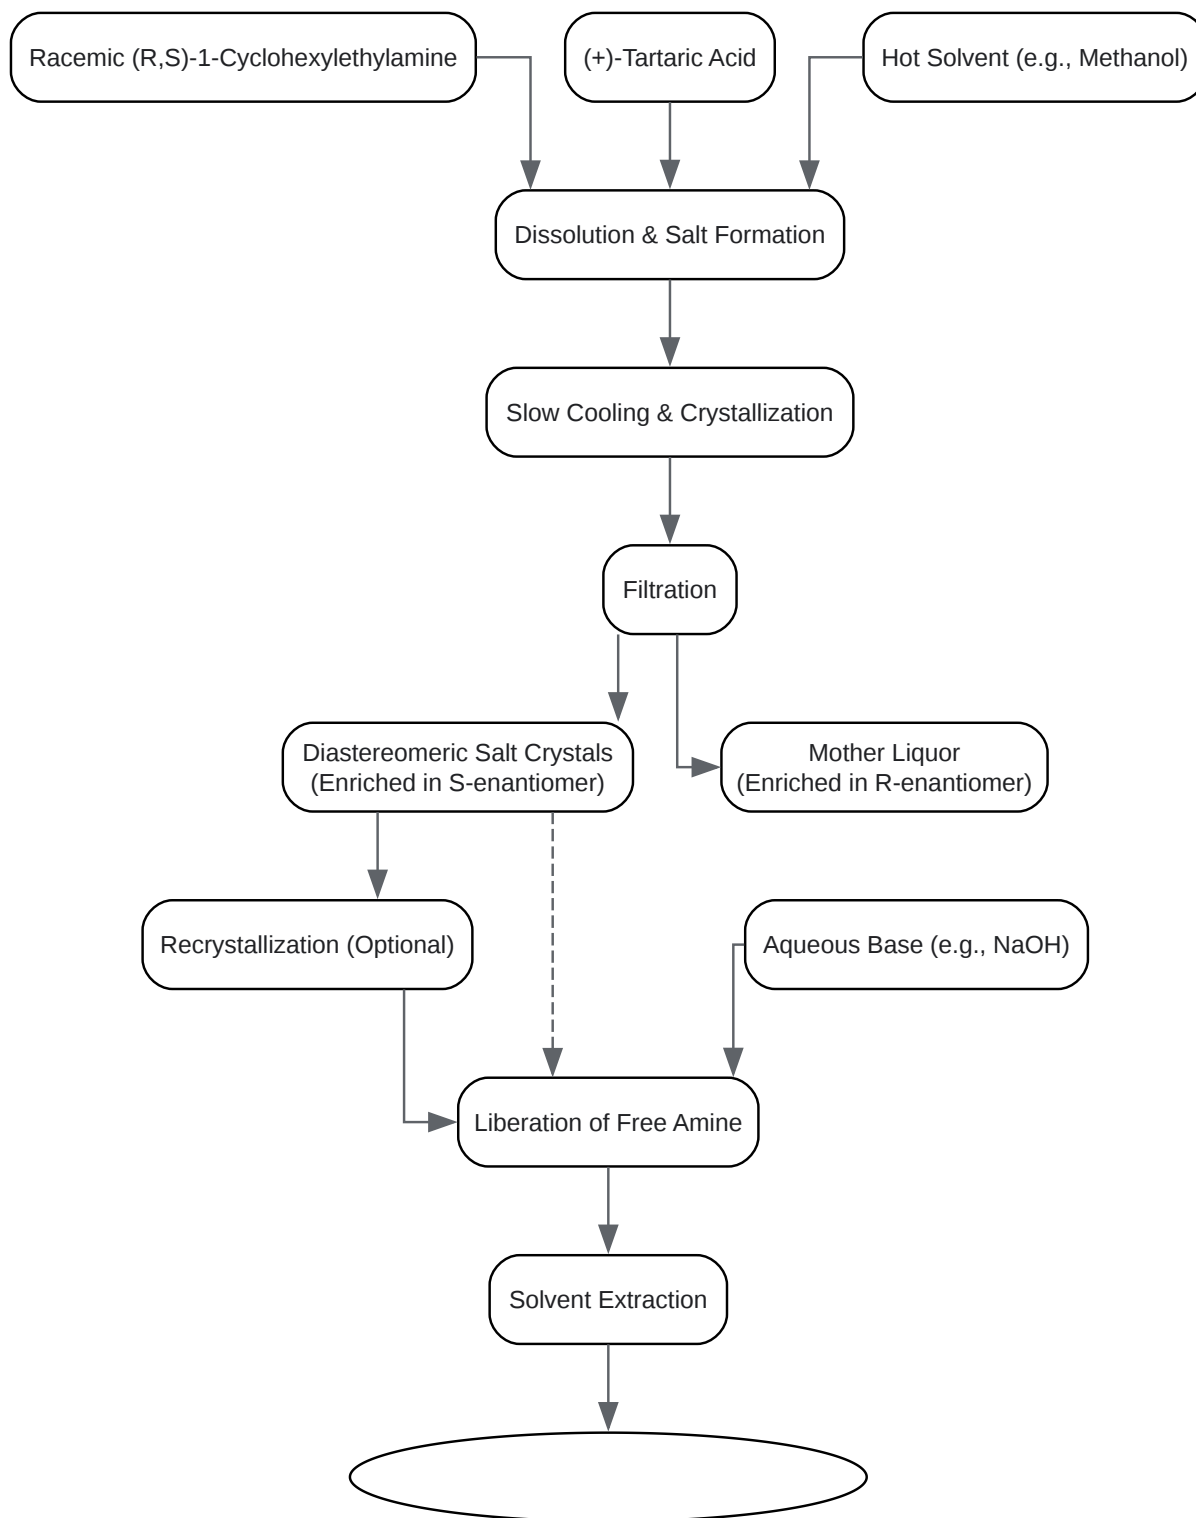 Racemic (R,S)-1-Cyclohexylethylamine
(+)-Tartaric Acid
Hot Solvent (e.g., Methanol)
Dissolution & Salt Formation
Slow Cooling & Crystallization
Filtration
Diastereomeric Salt Crystals
(Enriched in S-enantiomer)
Mother Liquor
(Enriched in R-enantiomer)
Recrystallization (Optional)
Aqueous Base (e.g., NaOH)
Liberation of Free Amine
Solvent Extraction